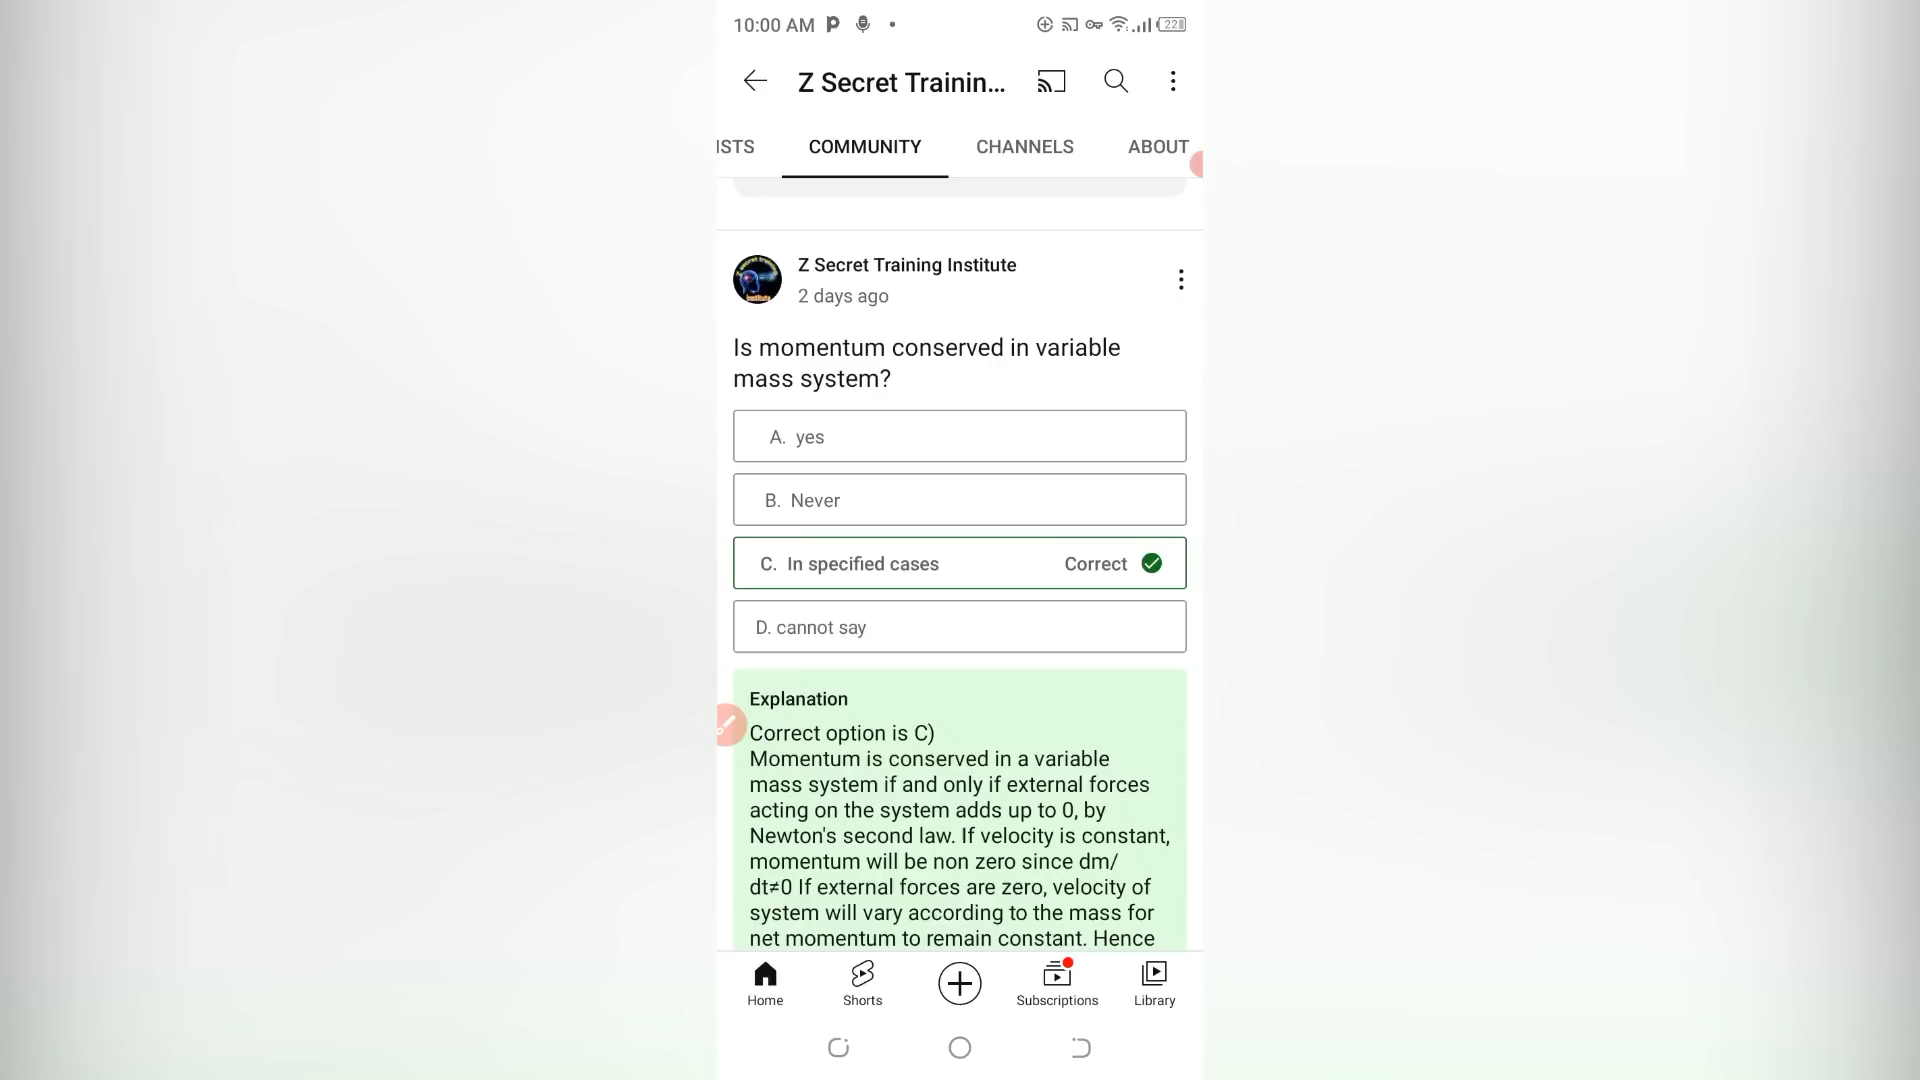 10:00 AM
22
Z Secret Trainin...
ISTS COMMUNITY CHANNELS ABOUT
Z Secret Training Institute
2 days ago
Is momentum conserved in variable
mass system?
A. yes
B. Never
C. In specified cases Correct
D. cannot say
Explanation
Correct option is C)
Momentum is conserved in a variable
mass system if and only if external forces
acting on the system adds up to 0, by
Newton's second law. If velocity is constant,
momentum will be non zero since dm/
dt≠0 If external forces are zero, velocity of
system will vary according to the mass for
net momentum to remain constant. Hence
Home Shorts Subscriptions Library